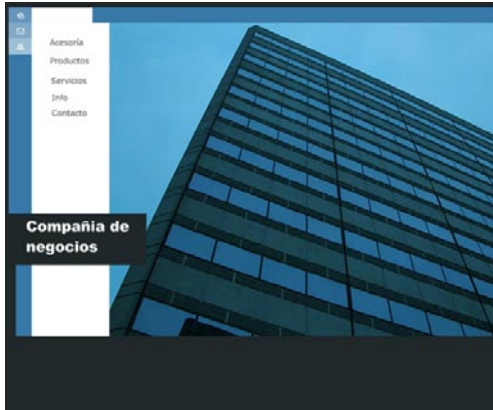 Acesoría
Productos
Servicios
Info
Contacto
Compañia de
negocios